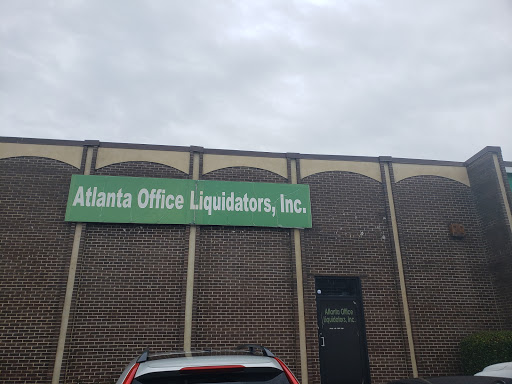 Atlanta Office Liquidators, Inc.
Atlanta Office
Liquidators, Inc.